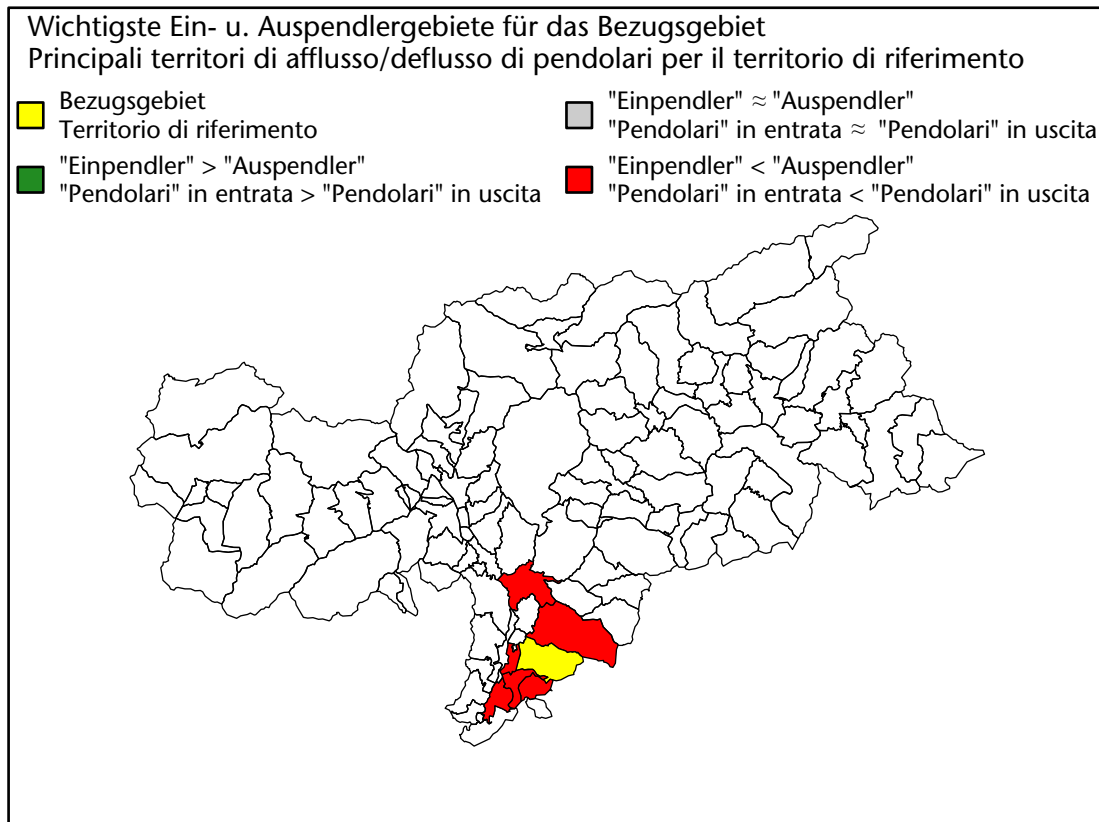 Wichtigste Ein- u. Auspendlergebiete für das Bezugsgebiet
Principali territori di afflusso/deflusso di pendolari per il territorio di riferimento
Bezugsgebiet
Territorio di riferimento
"Einpendler" > "Auspendler"
"Pendolari" in entrata > "Pendolari" in uscita
"Einpendler" ≈ "Auspendler"
"Pendolari" in entrata ≈ "Pendolari" in uscita
"Einpendler" < "Auspendler"
"Pendolari" in entrata < "Pendolari" in uscita